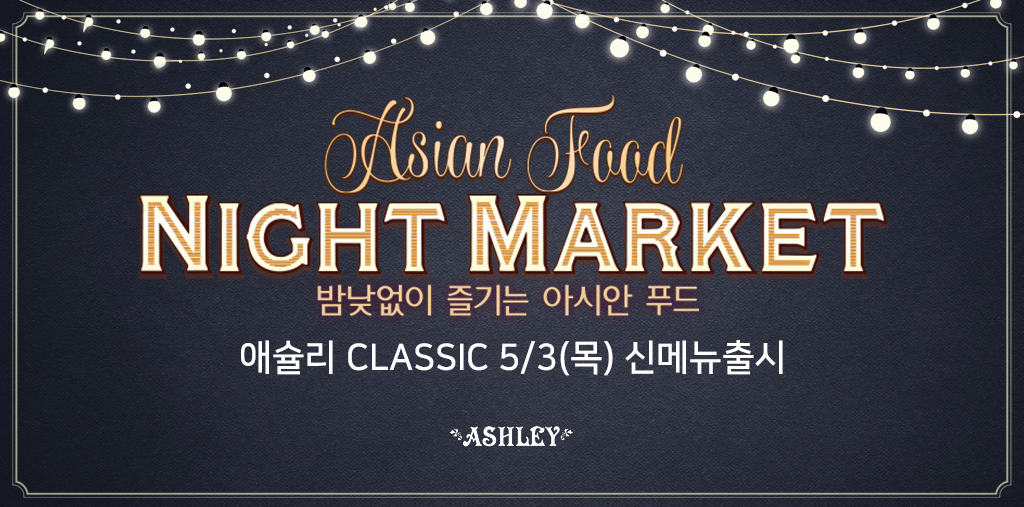 Asian Food
NIGHT MARKET
밤낮없이 즐기는 아시안 푸드
애슐리 CLASSIC 5/3(목) 신메뉴출시
ASHLEY